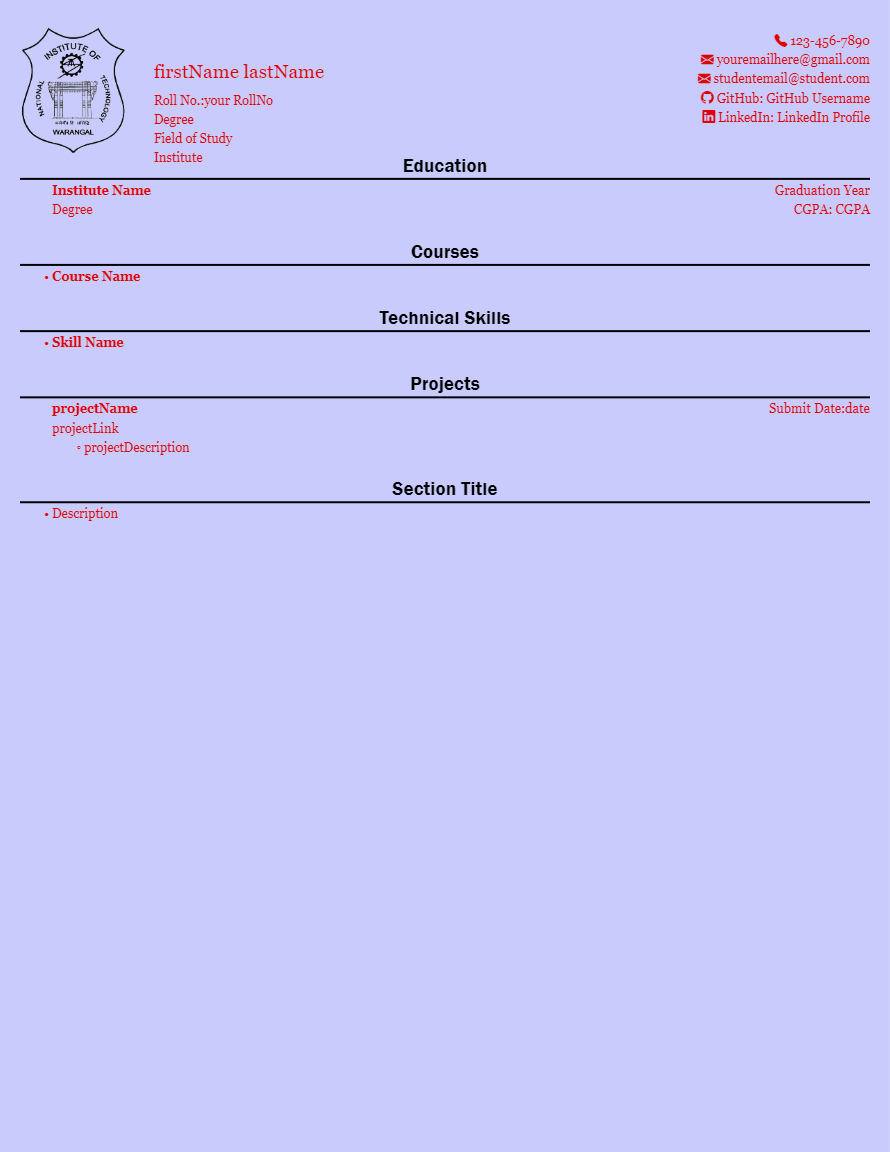 INSTITUTE OF
NATIONAL
TECHNOLOGY
WARANGAL
firstName lastName
Roll No.:your RollNo
Degree
Field of Study
Institute
123-456-7890
youremailhere@gmail.com
studentemail@student.com
GitHub: GitHub Username
LinkedIn: LinkedIn Profile
Education
Institute Name Graduation Year
Degree CGPA: CGPA
Courses
• Course Name
Technical Skills
• Skill Name
Projects
projectName Submit Date:date
projectLink
◦ projectDescription
Section Title
• Description